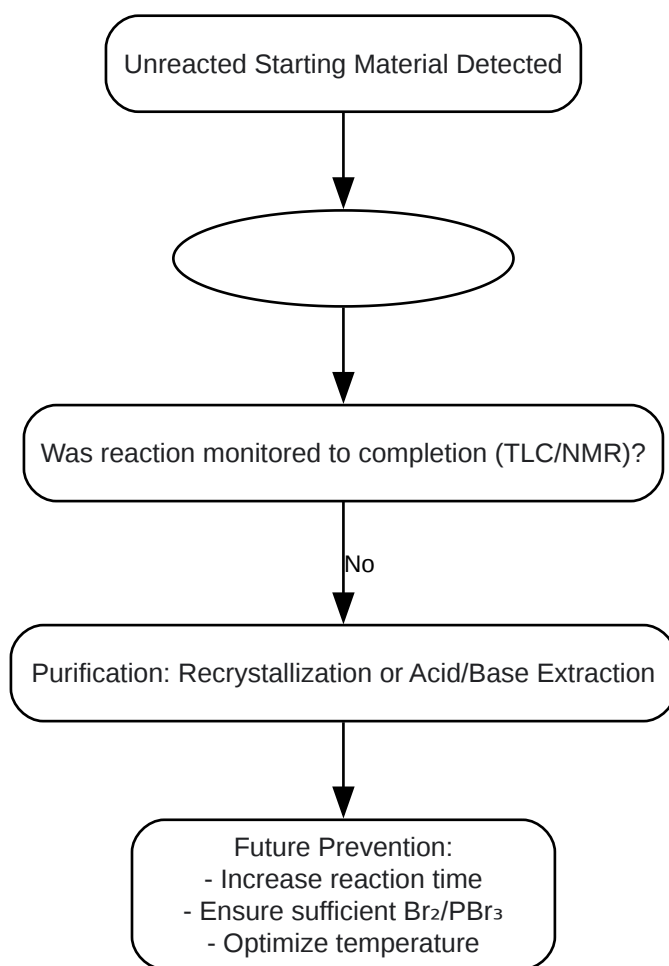 Unreacted Starting Material Detected
Was reaction monitored to completion (TLC/NMR)?
No
Purification: Recrystallization or Acid/Base Extraction
Future Prevention:
- Increase reaction time
- Ensure sufficient Br₂/PBr₃
- Optimize temperature